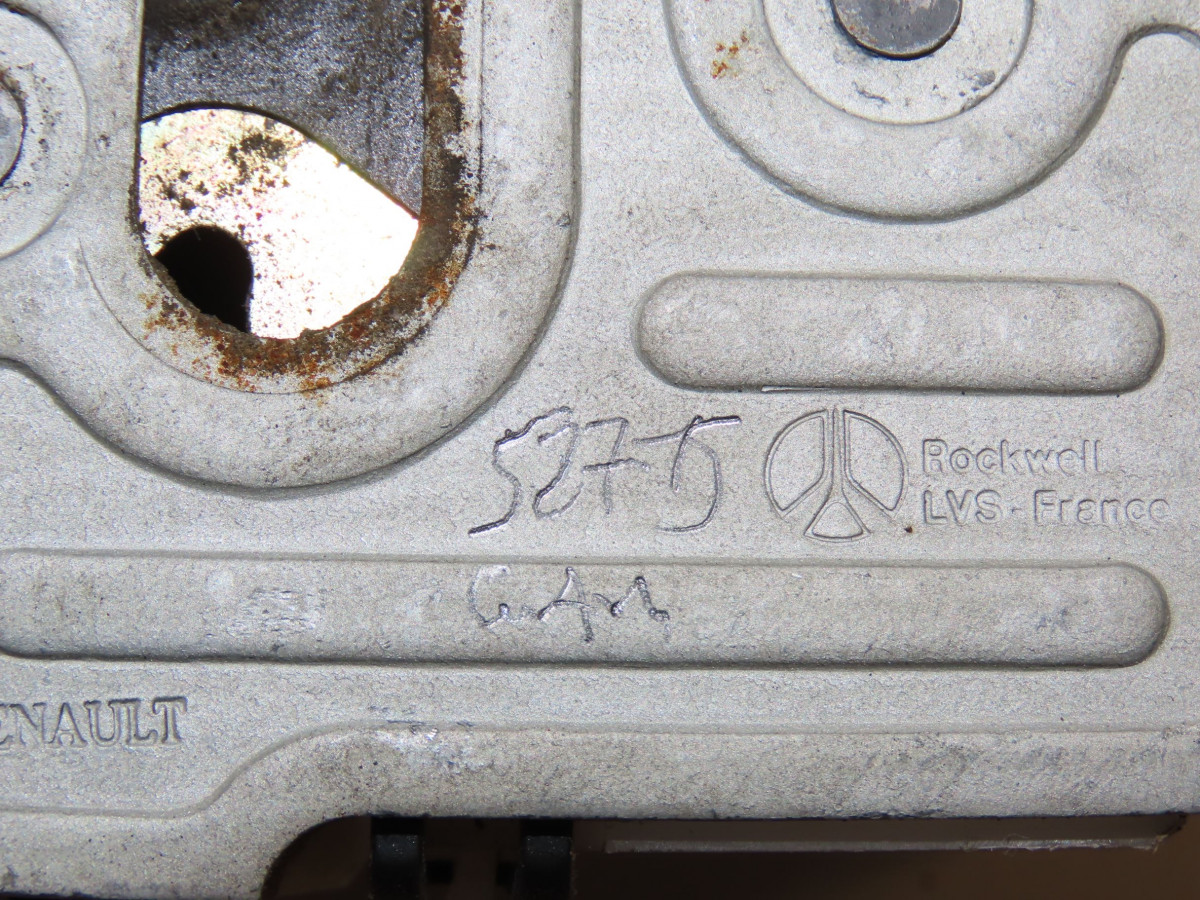 5275
Rockwell
LVS - France
ENAULT